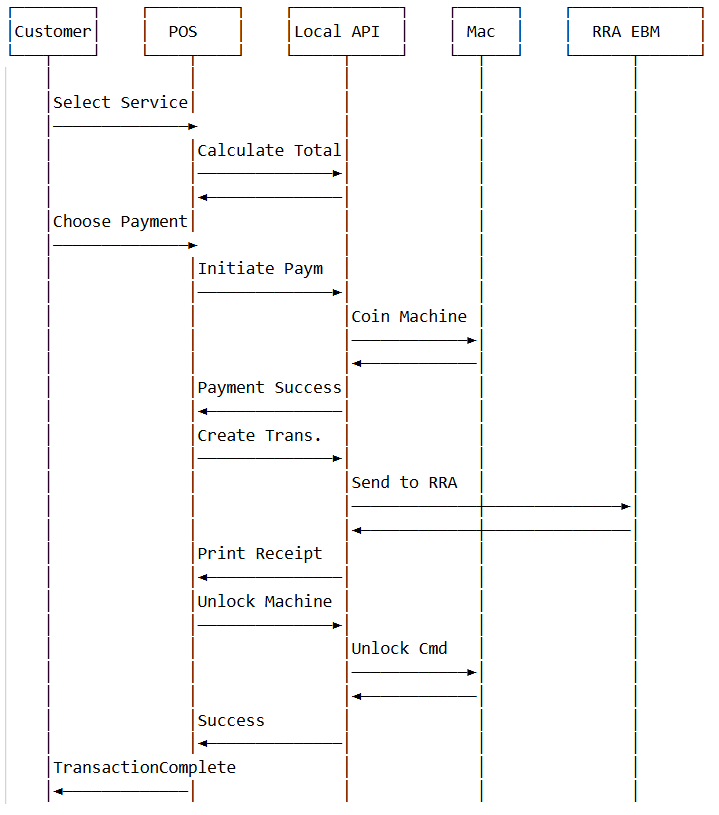 Customer POS Local API Mac RRA EBM
Select Service
Calculate Total
Choose Payment
Initiate Paym
Coin Machine
Payment Success
Create Trans.
Send to RRA
Print Receipt
Unlock Machine
Unlock Cmd
Success
TransactionComplete